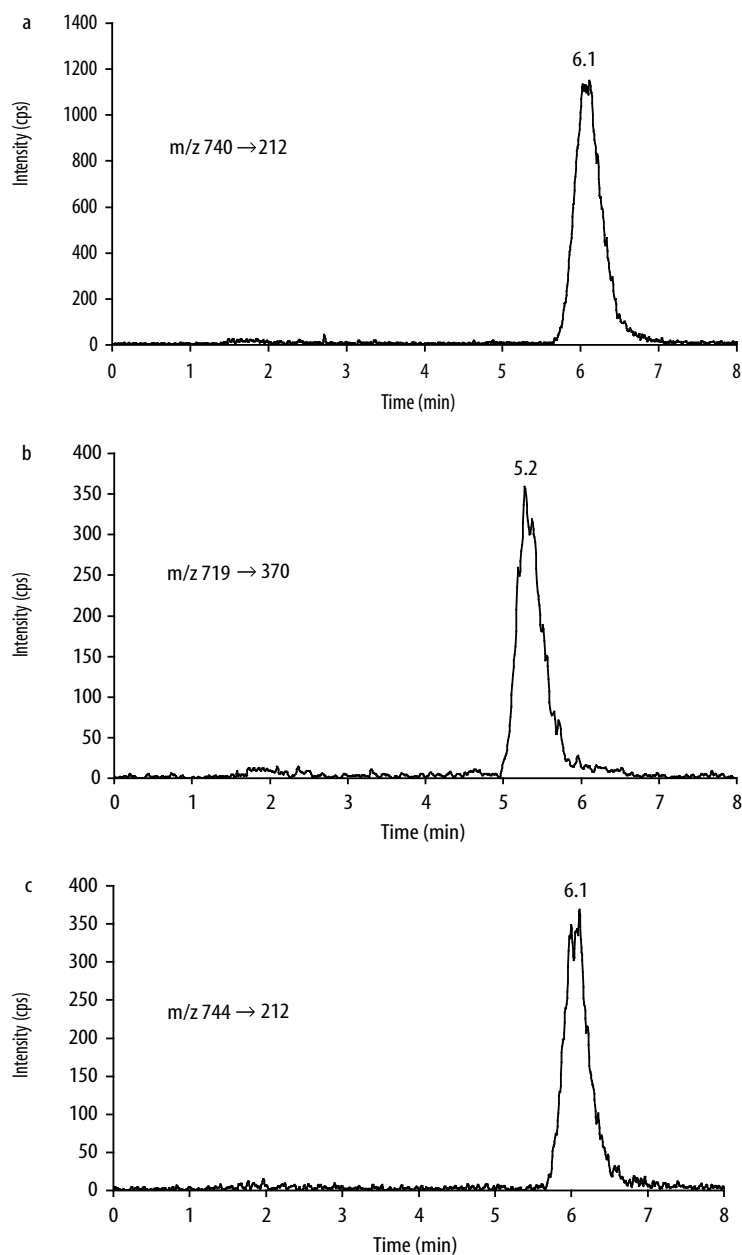 a
1400
1200
1000
800
600
400
200
0
Intensity (cps)
6.1
m/z 740 →212
0 1 2 3 4 5 6 7 8
Time (min)
b
400
350
300
250
200
150
100
50
0
Intensity (cps)
5.2
m/z 719 → 370
0 1 2 3 4 5 6 7 8
Time (min)
c
400
350
300
250
200
150
100
50
0
Intensity (cps)
6.1
m/z 744 → 212
0 1 2 3 4 5 6 7 8
Time (min)